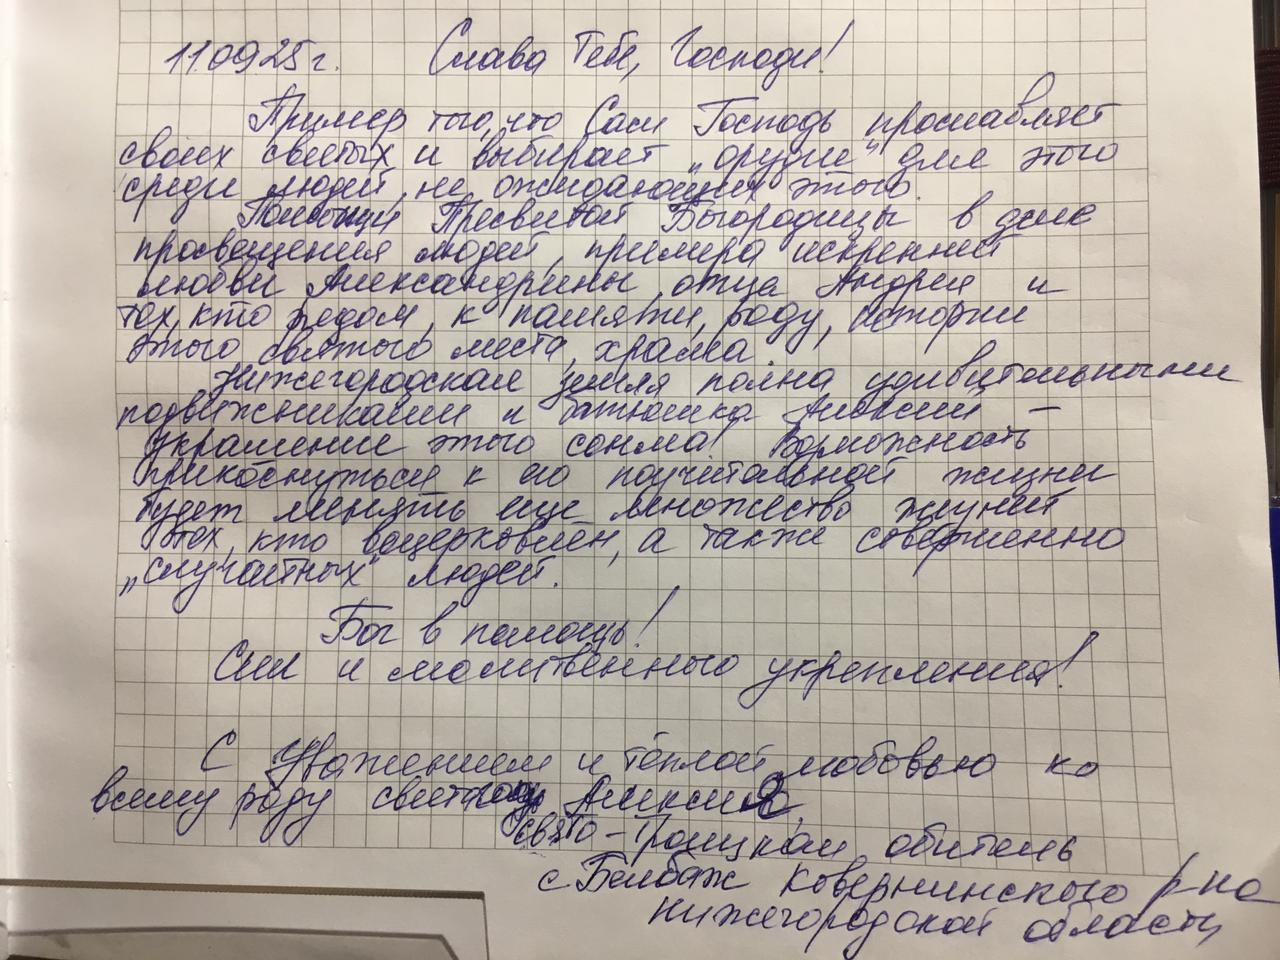 11.09.25 г. Слава Тебе, Господи!
Пример того, что Сам Господь прославляет
своих святых и выбирает „орудие" для этого
среди людей, не ожидающих этого.
Помощи Пресвятой Богородицы в деле
просвещения людей, примера искренней
любви Александрины, отца Андрея и
тех, кто рядом, к памяти, роду, истории
этого святого места, храма.
Нижегородская земля полна удивительными
подвижниками и батюшка Алексий –
украшение этого сонма! Возможность
прикоснуться к его поучительной жизни
будет менять еще множество жизней
тех, кто воцерковлен, а также совершенно
„случайных" людей.
Бог в помощь!
Сил и молитвенного укрепления!
С уважением и тёплой любовью ко
всему роду святого Алексия
Свято-Троицкая обитель
с Белбаж Ковернинского р-на
Нижегородской области